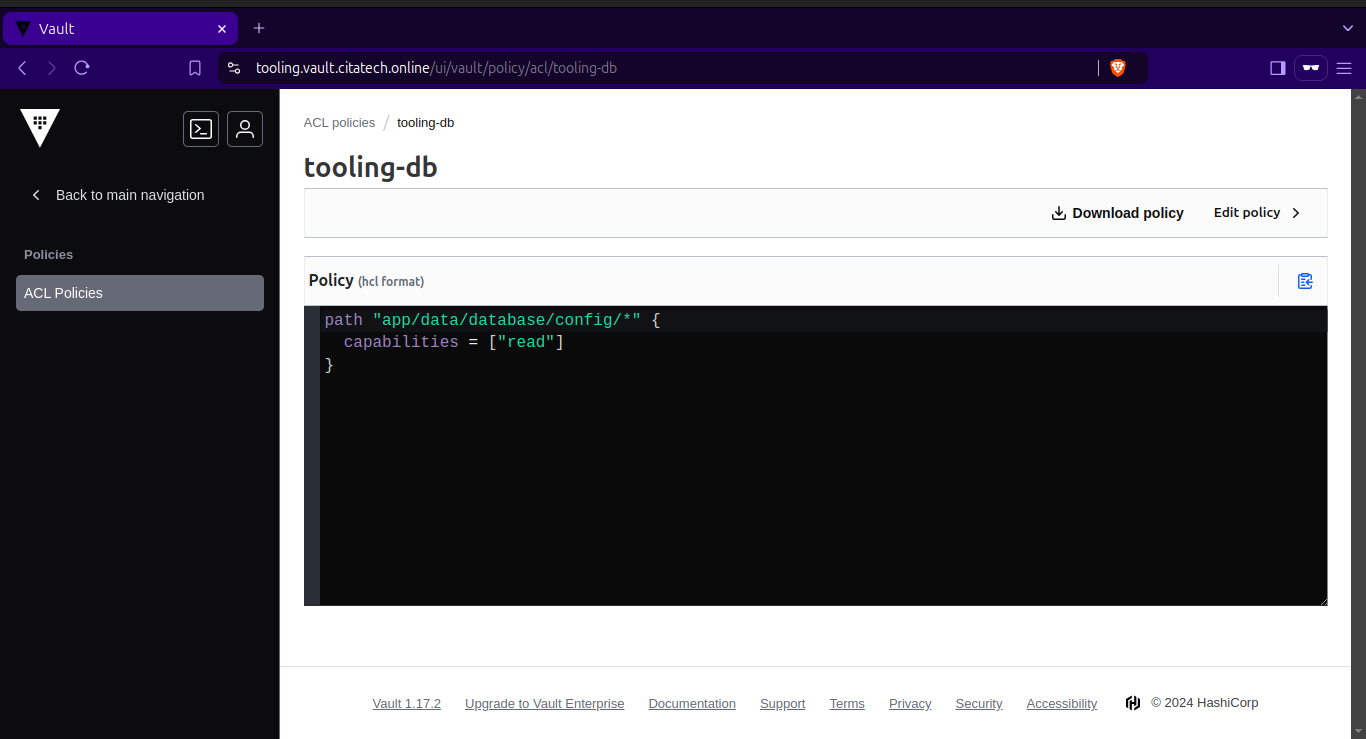 Vault
tooling.vault.citatech.online/ui/vault/policy/acl/tooling-db
Back to main navigation
Policies
ACL Policies
ACL policies / tooling-db
tooling-db
Download policy Edit policy
Policy (hcl format)
path "app/data/database/config/*" {
  capabilities = ["read"]
}
Vault 1.17.2 Upgrade to Vault Enterprise Documentation Support Terms Privacy Security Accessibility © 2024 HashiCorp